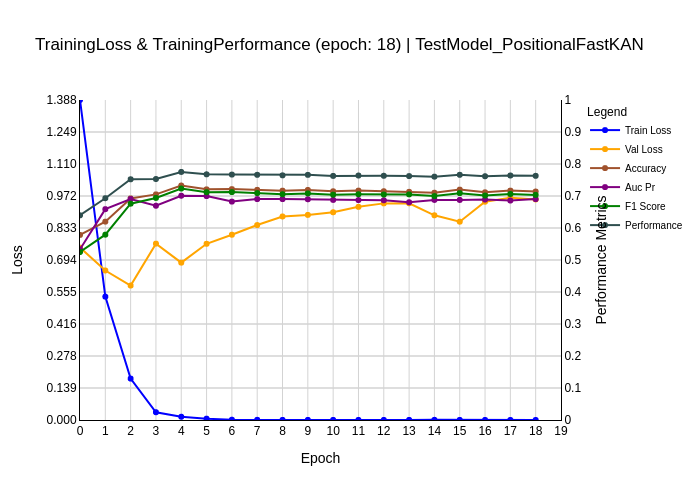 TrainingLoss & TrainingPerformance (epoch: 18) | TestModel_PositionalFastKAN
1.388
1.249
1.110
0.972
0.833
0.694
0.555
0.416
0.278
0.139
0.000
Loss
0 1 2 3 4 5 6 7 8 9 10 11 12 13 14 15 16 17 18 19
Epoch
1
0.9
0.8
0.7
0.6
0.5
0.4
0.3
0.2
0.1
0
Performance Metrics
Legend
Train Loss
Val Loss
Accuracy
Auc Pr
F1 Score
Performance